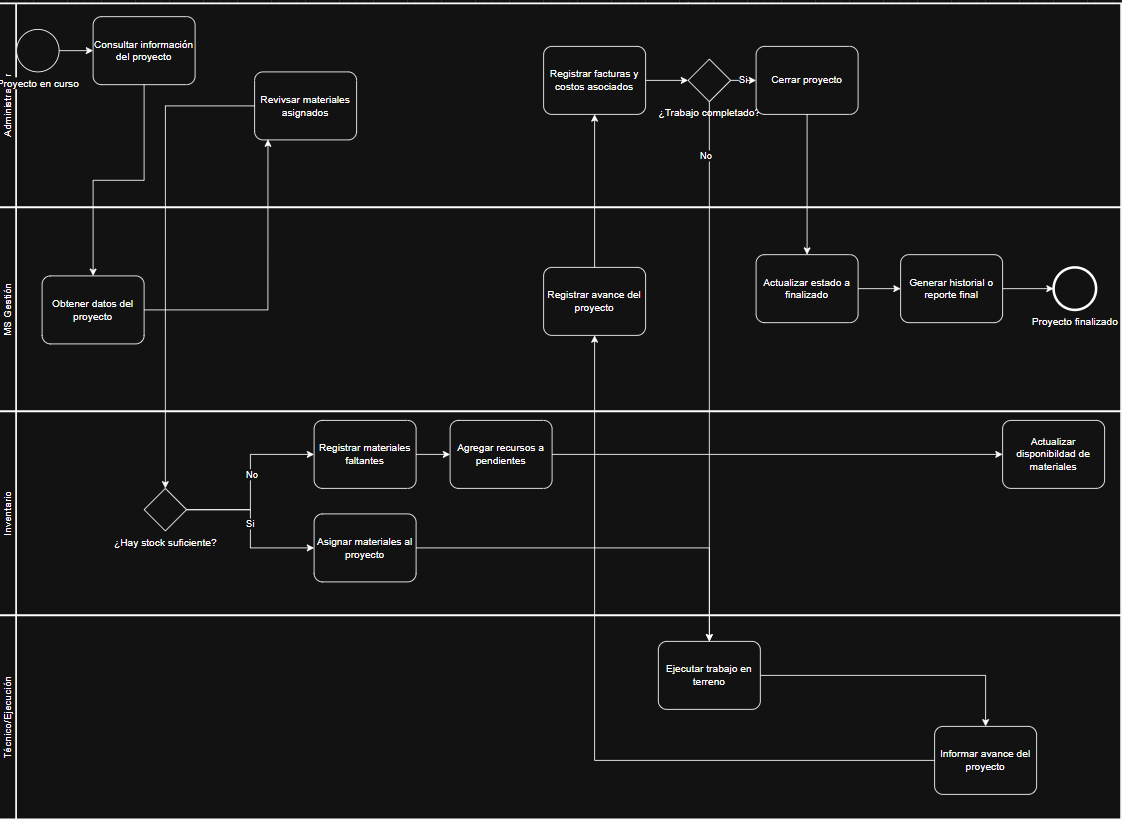 Administra
r
Proyecto en curso
Consultar información
del proyecto
Revivsar materiales
asignados
Registrar facturas y
costos asociados
¿Trabajo completado?
Si
No
Cerrar proyecto
MS Gestión
Obtener datos del
proyecto
Registrar avance del
proyecto
Actualizar estado a
finalizado
Generar historial o
reporte final
Proyecto finalizado
Inventario
¿Hay stock suficiente?
No
Si
Registrar materiales
faltantes
Agregar recursos a
pendientes
Asignar materiales al
proyecto
Actualizar
disponibildad de
materiales
Técnico/Ejecución
Ejecutar trabajo en
terreno
Informar avance del
proyecto